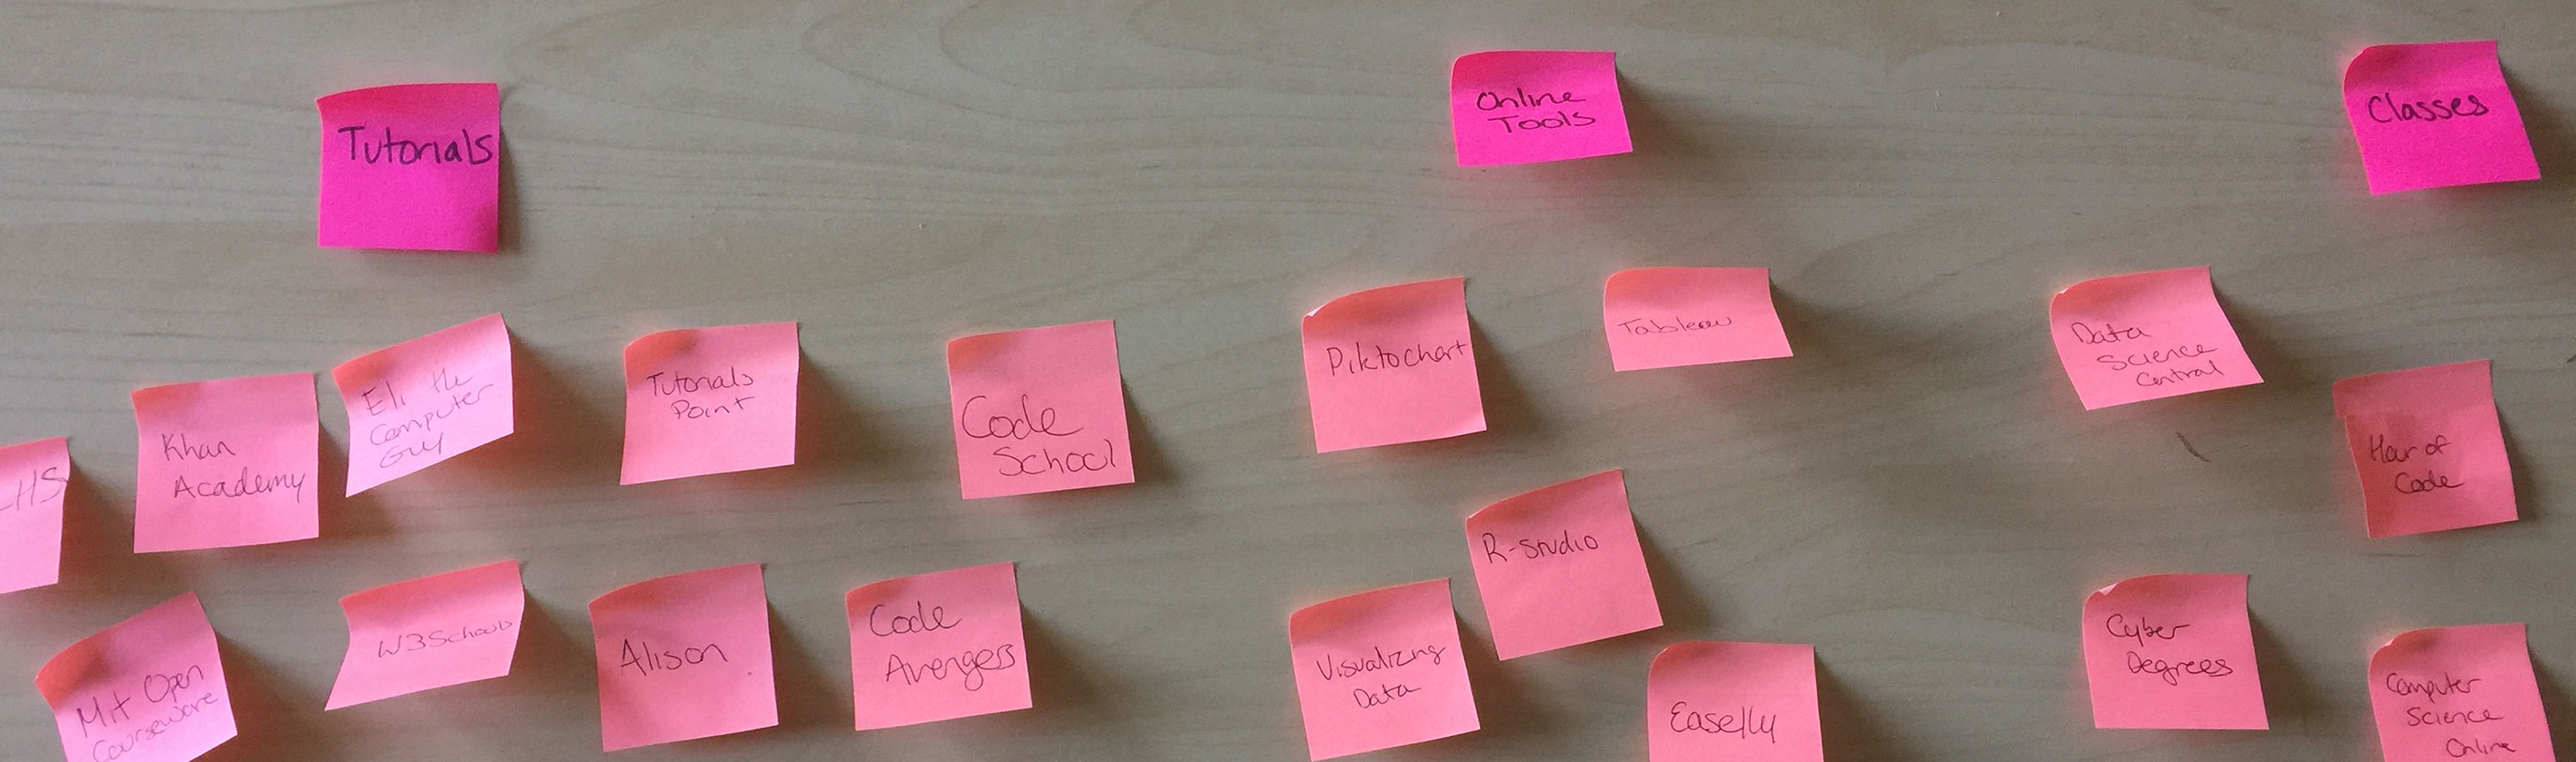 Tutorials
Online
Tools
Classes
HS
Khan
Academy
Eli the
Computer
Guy
Tutorials
Point
Code
School
Piktochart
Tableau
Data
Science
Central
Hour of
Code
Mit Open
Courseware
W3Schools
Alison
Code
Avengers
Visualizing
Data
R-Studio
Easelly
Cyber
Degrees
Computer
Science
Online